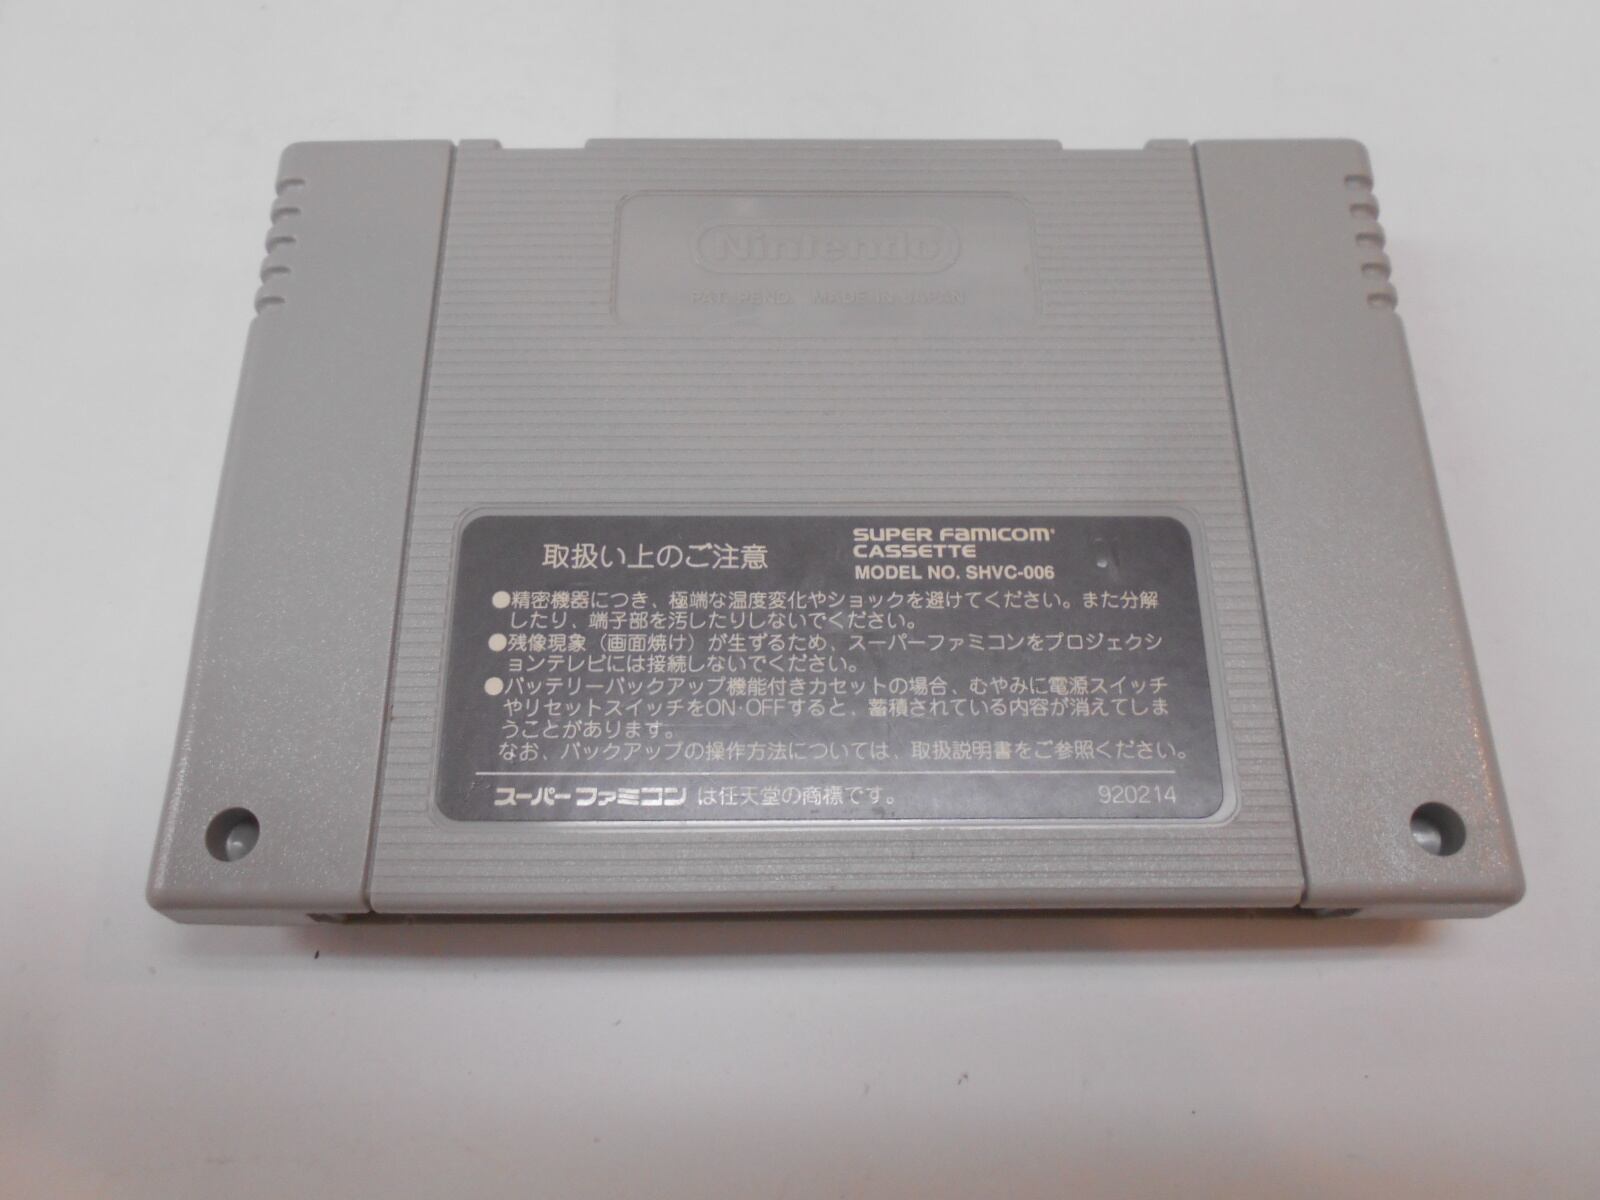 Nintendo
PAT. PEND. MADE IN JAPAN
取扱い上のご注意
SUPER FAMICOM
CASSETTE
MODEL NO. SHVC-006
●精密機器につき、極端な温度変化やショックを避けてください。また分解
したり、端子部を汚したりしないでください。
●残像現象（画面焼け）が生ずるため、スーパーファミコンをプロジェクシ
ョンテレビには接続しないでください。
●バッテリーバックアップ機能付きカセットの場合、むやみに電源スイッチ
やリセットスイッチをON·OFFすると、蓄積されている内容が消えてしま
うことがあります。
なお、バックアップの操作方法については、取扱説明書をご参照ください。
スーパーファミコンは任天堂の商標です。
920214